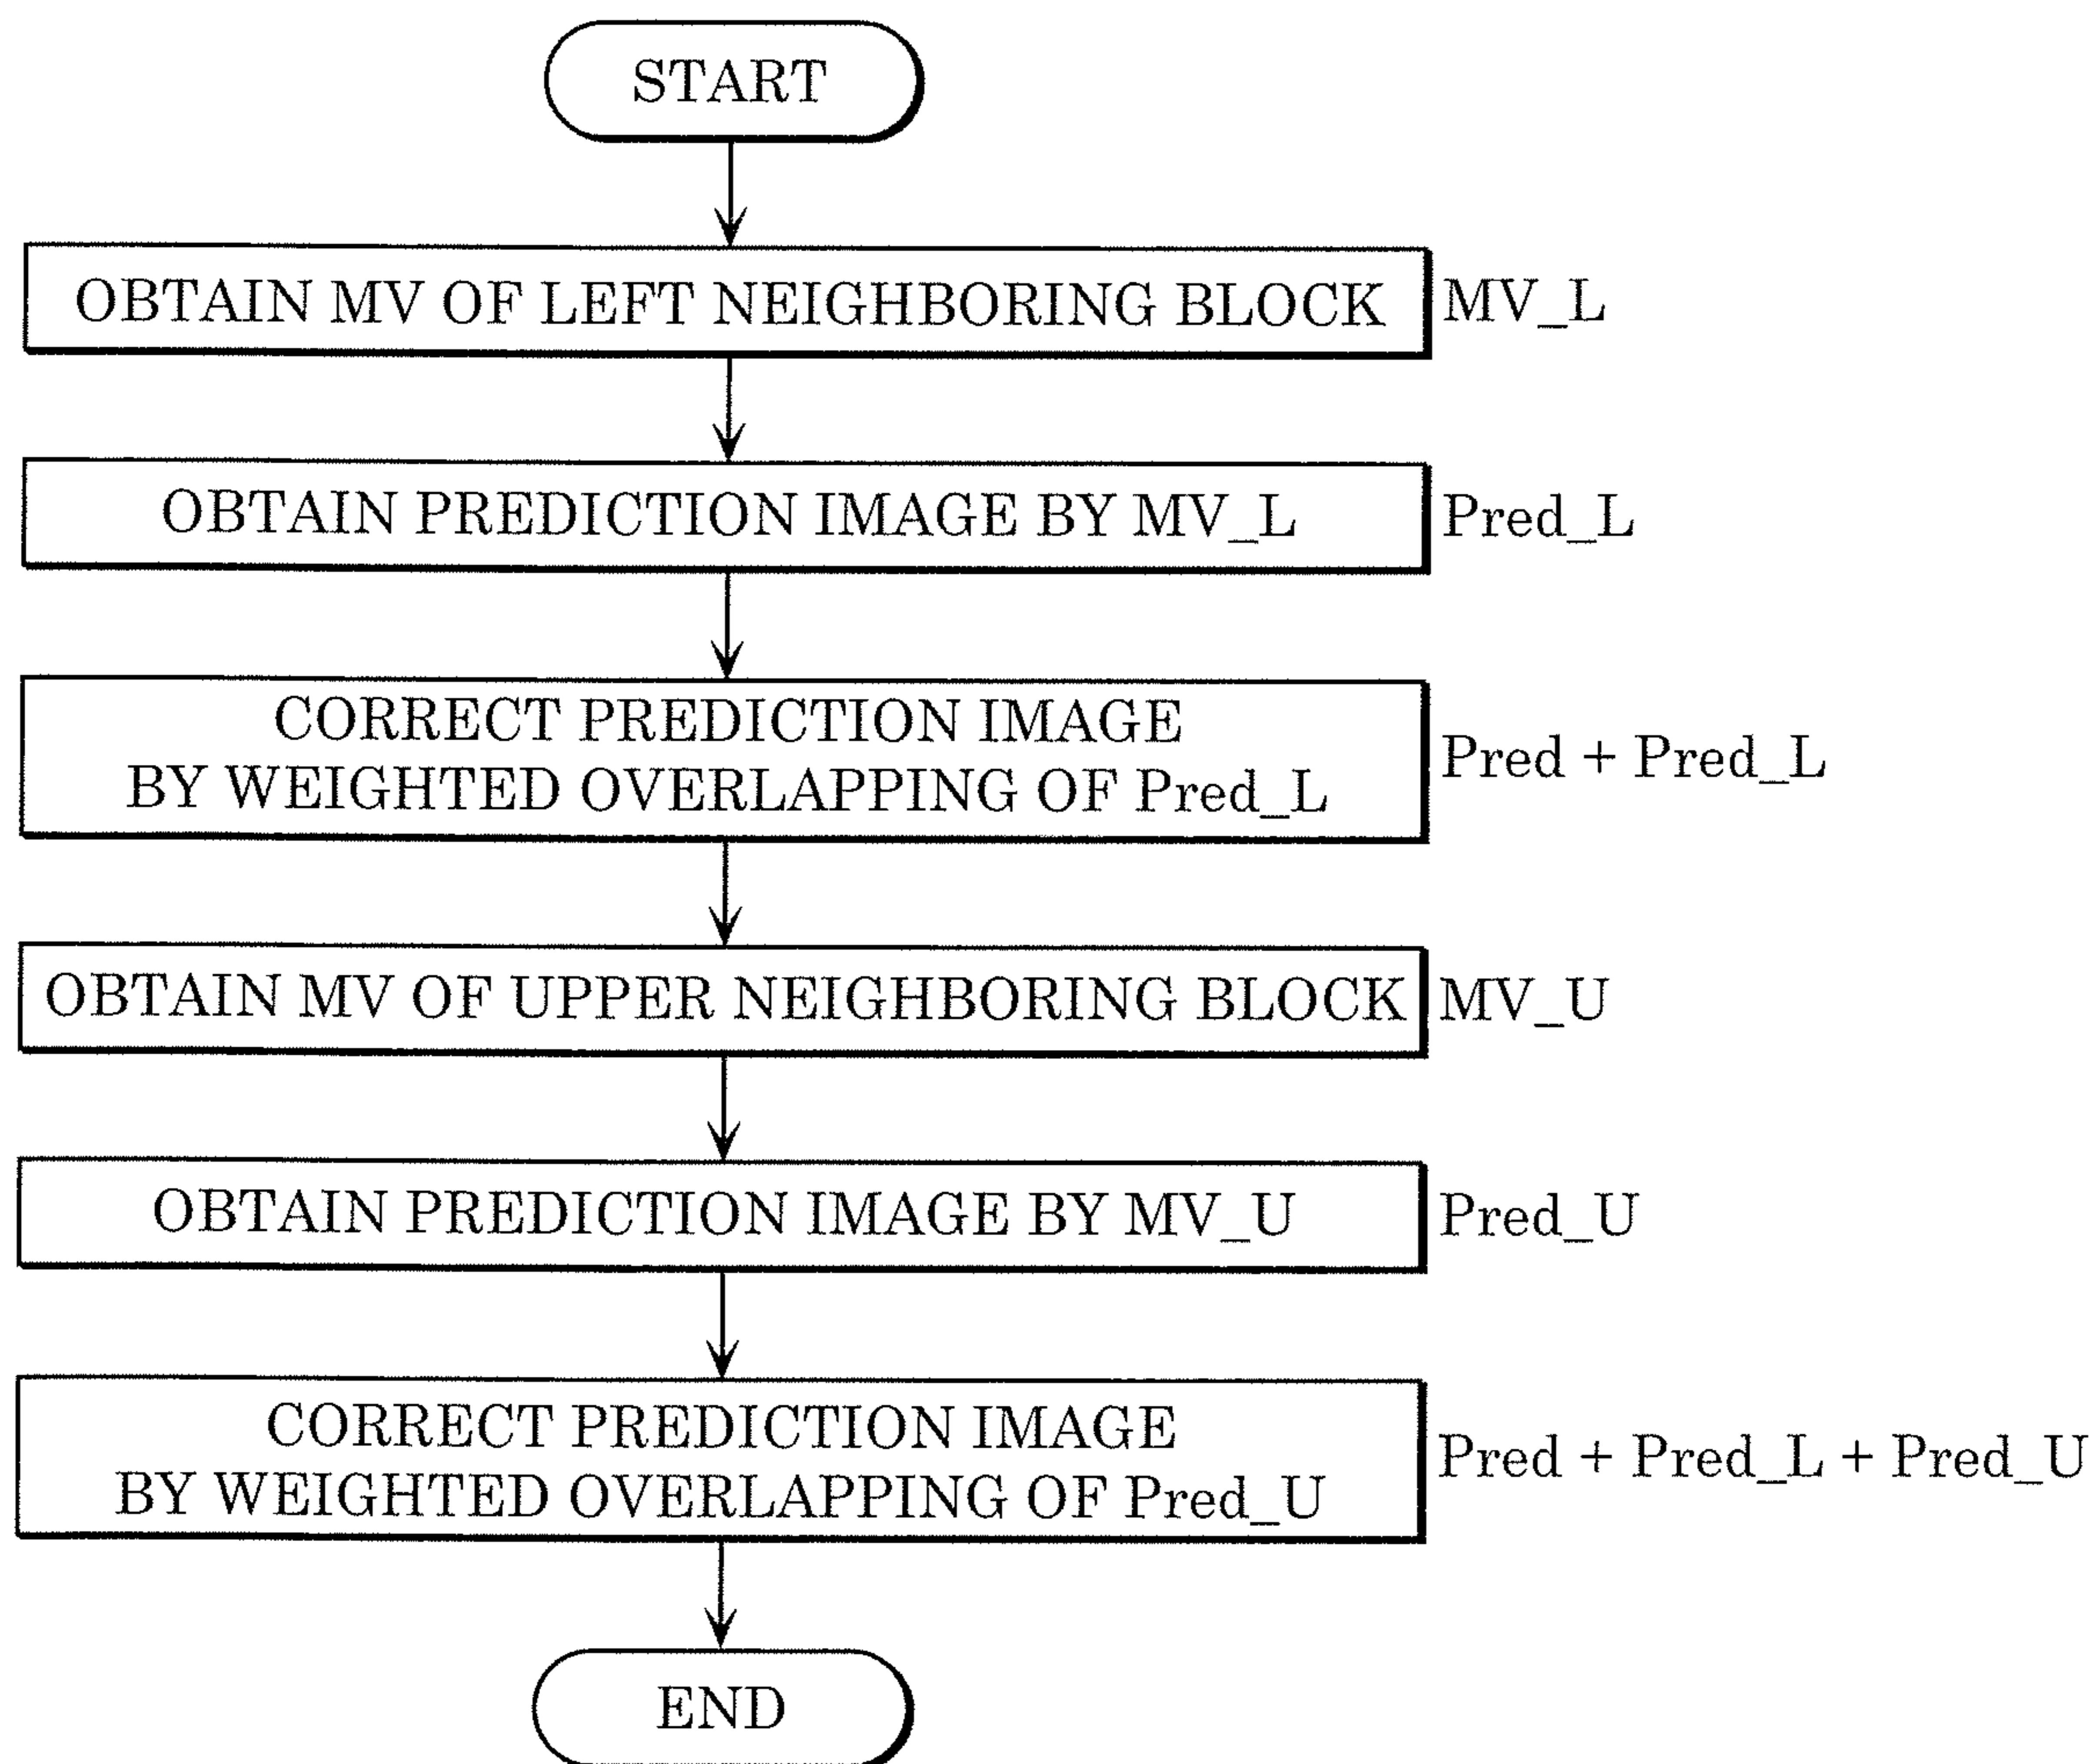 START
OBTAIN MV OF LEFT NEIGHBORING BLOCK
MV_L
OBTAIN PREDICTION IMAGE BY MV_L
Pred_L
CORRECT PREDICTION IMAGE
BY WEIGHTED OVERLAPPING OF Pred_L
Pred + Pred_L
OBTAIN MV OF UPPER NEIGHBORING BLOCK
MV_U
OBTAIN PREDICTION IMAGE BY MV_U
Pred_U
CORRECT PREDICTION IMAGE
BY WEIGHTED OVERLAPPING OF Pred_U
Pred + Pred_L + Pred_U
END